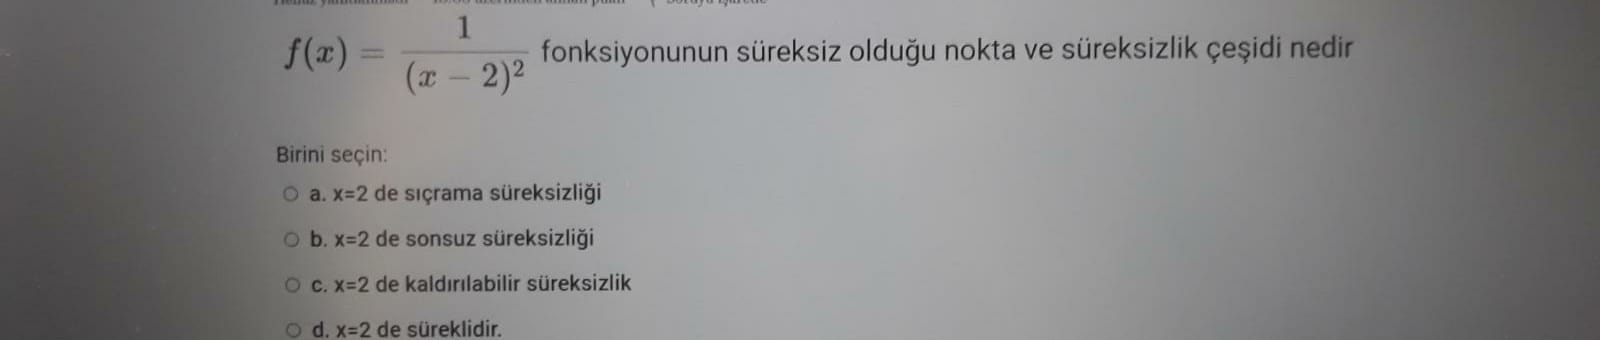 f(x) = 1 / (x − 2)² fonksiyonunun süreksiz olduğu nokta ve süreksizlik çeşidi nedir
Birini seçin:
a. x=2 de sıçrama süreksizliği
b. x=2 de sonsuz süreksizliği
c. x=2 de kaldırılabilir süreksizlik
d. x=2 de süreklidir.